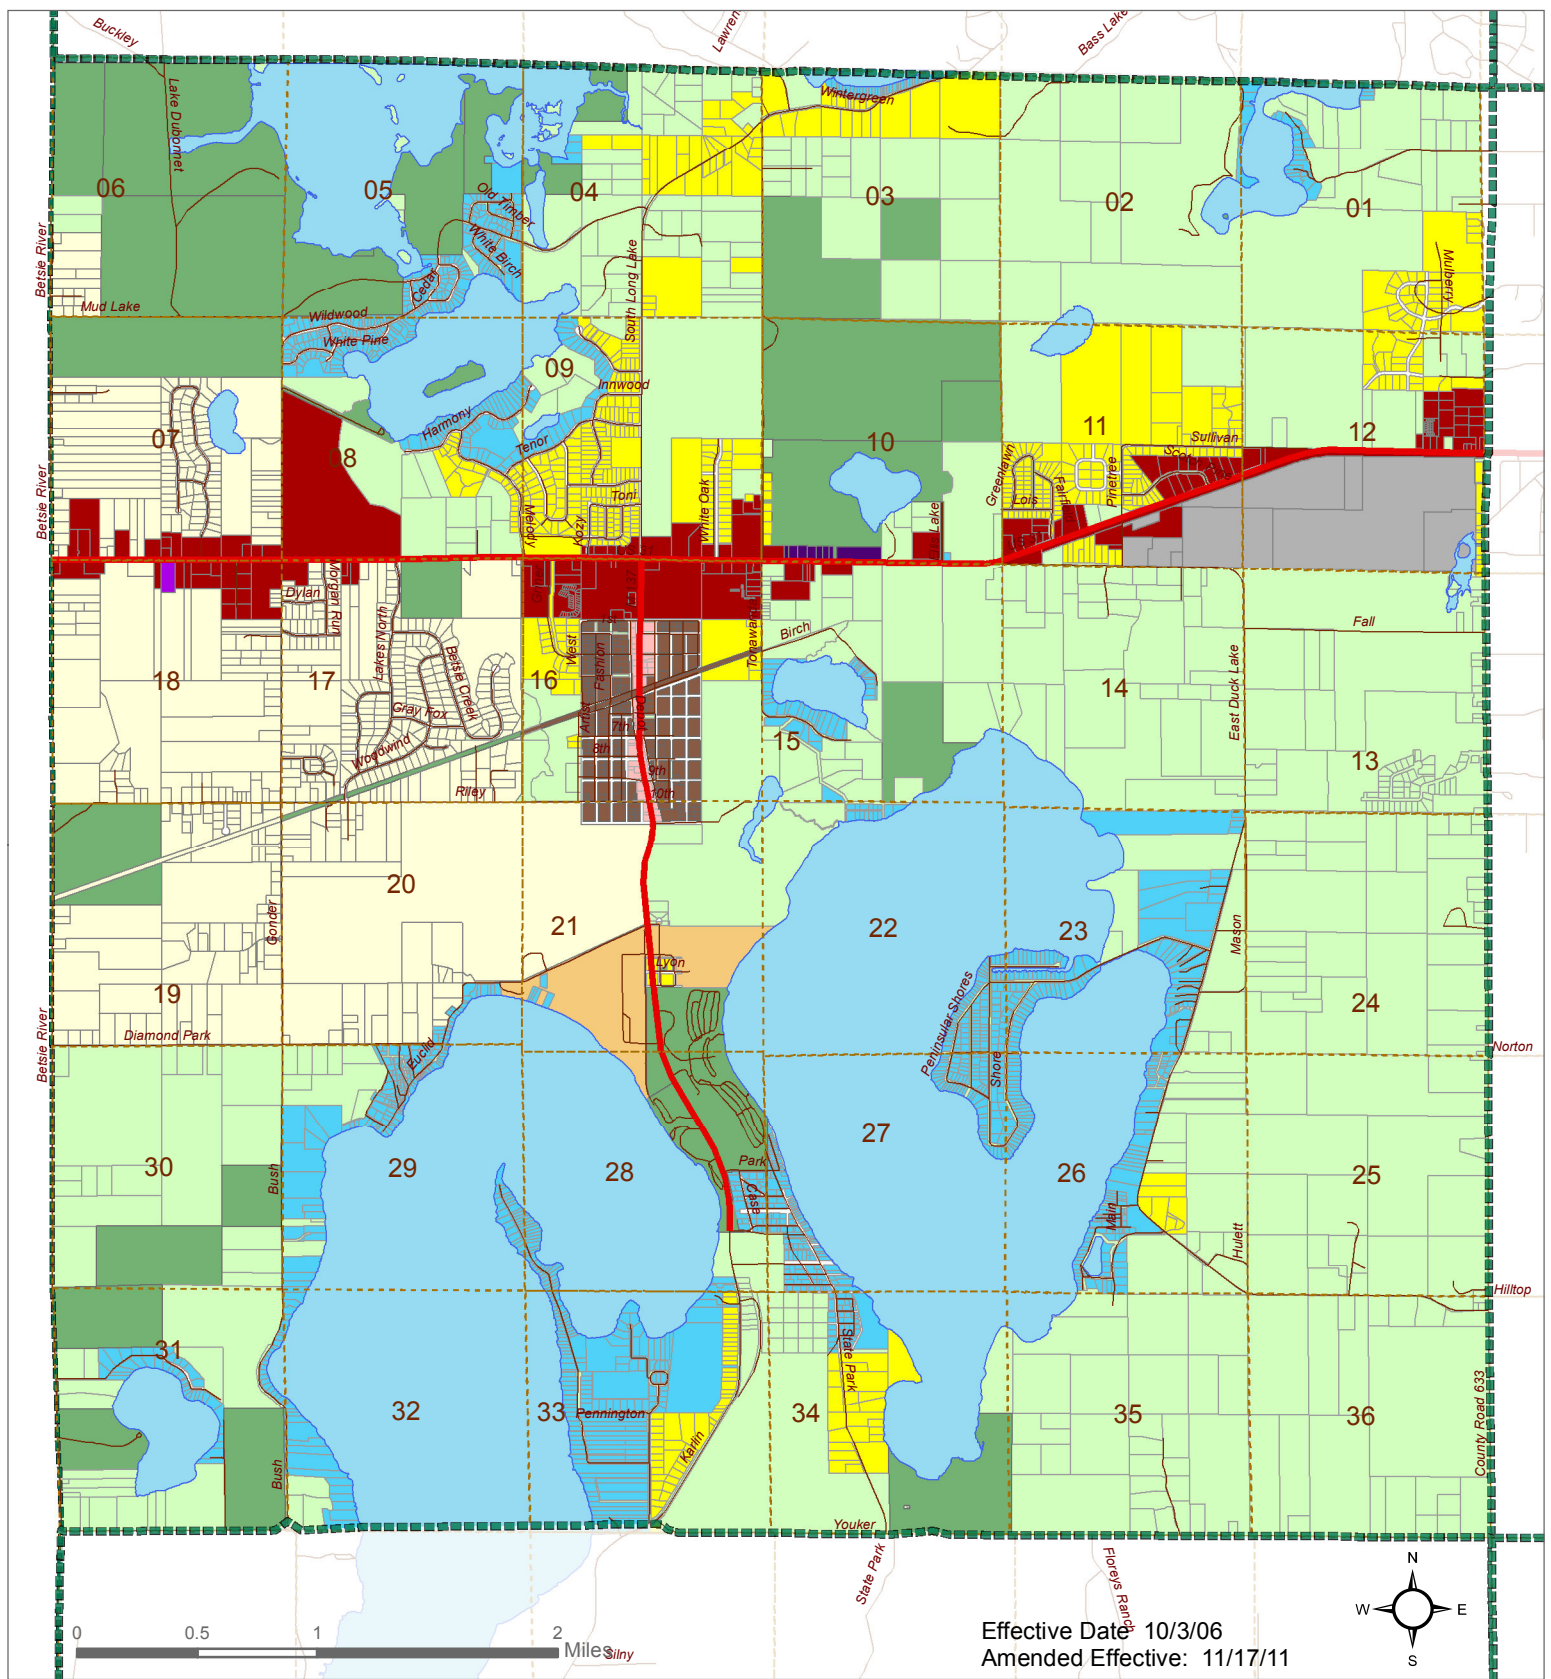 Buckley
Lawren
Bass Lake
Lake Dubonnet
Wintergreen
06
05
04
03
02
01
Old Timber
White Birch
Betsie River
South Long Lake
Mulberry
Cedar
Mud Lake
Wildwood
White Pine
09
Innwood
Harmony
Tenor
07
08
10
11
12
Sullivan
Greenlawn
Lois
Pinetree
Betsie River
Toni
White Oak
Melody
Kozy
Dylan
Morgan Run
Lakes North
Betsie Creek
West
Fashion
Tonawanda
Birch
Fall
18
17
16
Gray Fox
Artist
Depot
7th
8th
9th
10th
15
14
13
East Duck Lake
Woodwind
Riley
20
21
22
23
Gonder
Mason
Lyon
19
24
Peninsular Shores
Diamond Park
Betsie River
Euclid
Shore
Norton
30
29
28
27
26
25
Bush
Park
Case
Main
Hulett
Hilltop
31
32
33
34
35
36
State Park
Pennington
Karlin
Bush
County Road 633
Youker
State Park
Floreys Ranch
N
W
E
S
0
0.5
1
2
Miles
Silny
Effective Date 10/3/06
Amended Effective: 11/17/11